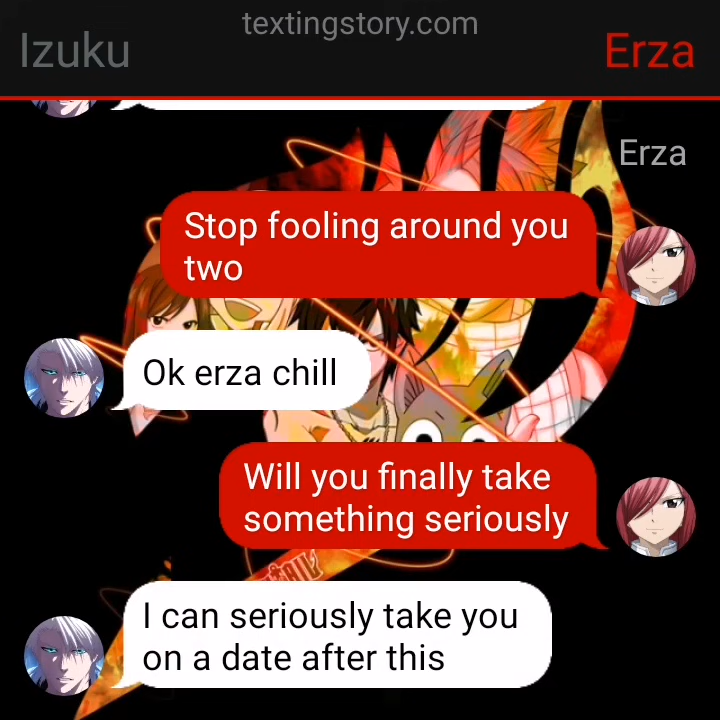 textingstory.com
Izuku
Erza
Erza
Stop fooling around you
two
Ok erza chill
Will you finally take
something seriously
I can seriously take you
on a date after this